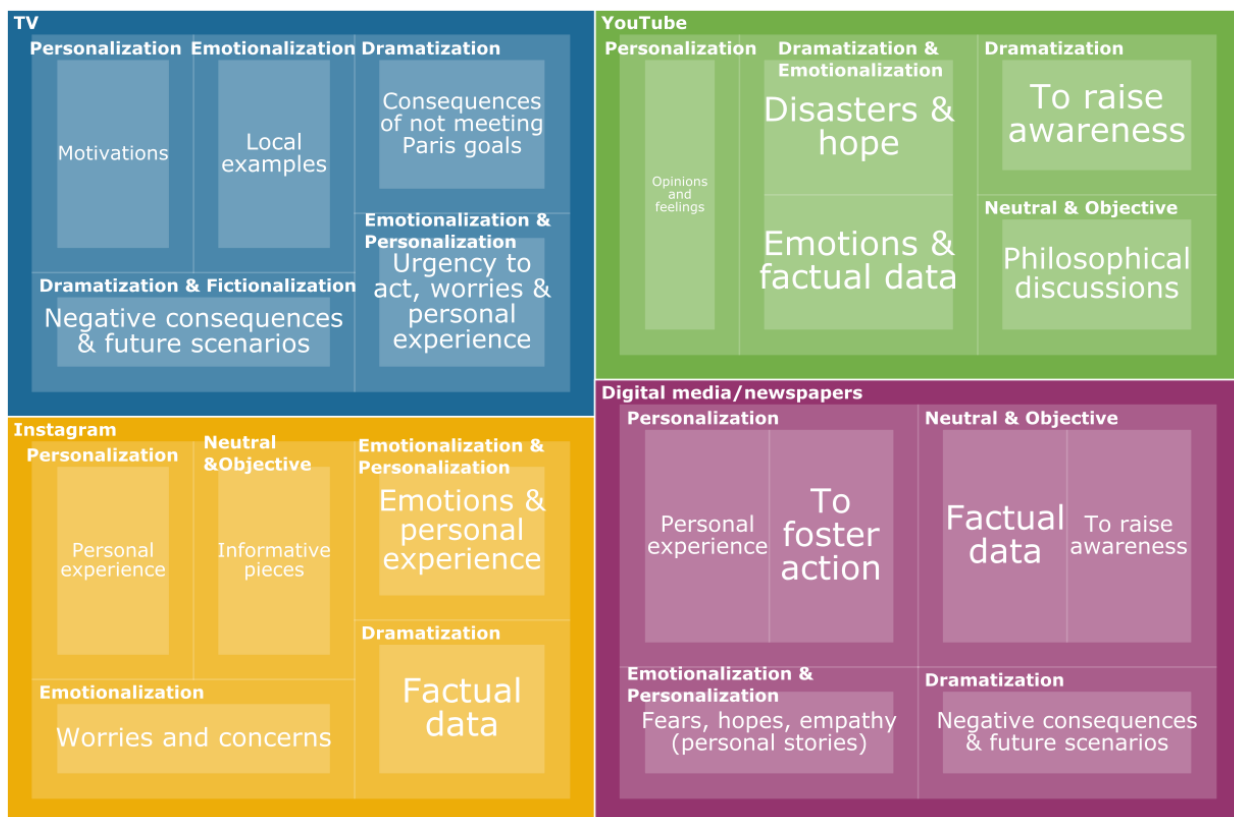 TV
Personalization
Motivations
Emotionalization
Local
examples
Dramatization
Consequences
of not meeting
Paris goals
Dramatization & Fictionalization
Negative consequences
& future scenarios
Emotionalization &
Personalization
Urgency to
act, worries &
personal
experience
YouTube
Personalization
Opinions
and
feelings
Dramatization &
Emotionalization
Disasters &
hope
Emotions &
factual data
Dramatization
To raise
awareness
Neutral & Objective
Philosophical
discussions
Instagram
Personalization
Personal
experience
Neutral
&Objective
Informative
pieces
Emotionalization &
Personalization
Emotions &
personal
experience
Emotionalization
Worries and concerns
Dramatization
Factual
data
Digital media/newspapers
Personalization
Personal
experience
To
foster
action
Neutral & Objective
Factual
data
To raise
awareness
Emotionalization &
Personalization
Fears, hopes, empathy
(personal stories)
Dramatization
Negative consequences
& future scenarios